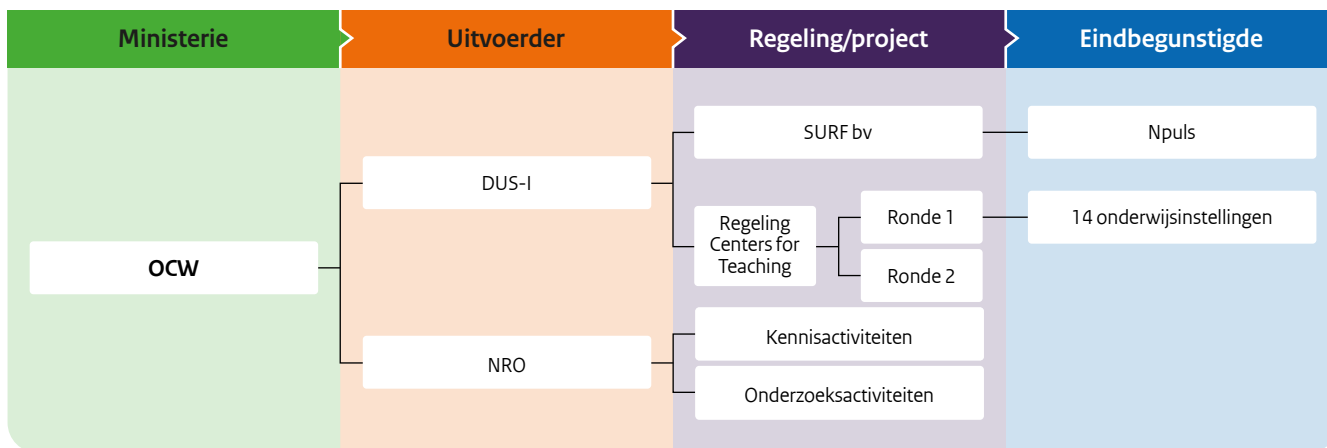 Ministerie
Uitvoerder
Regeling/project
Eindbegunstigde
OCW
DUS-I
NRO
SURF bv
Regeling
Centers for
Teaching
Ronde 1
Ronde 2
Kennisactiviteiten
Onderzoeksactiviteiten
Npuls
14 onderwijsinstellingen